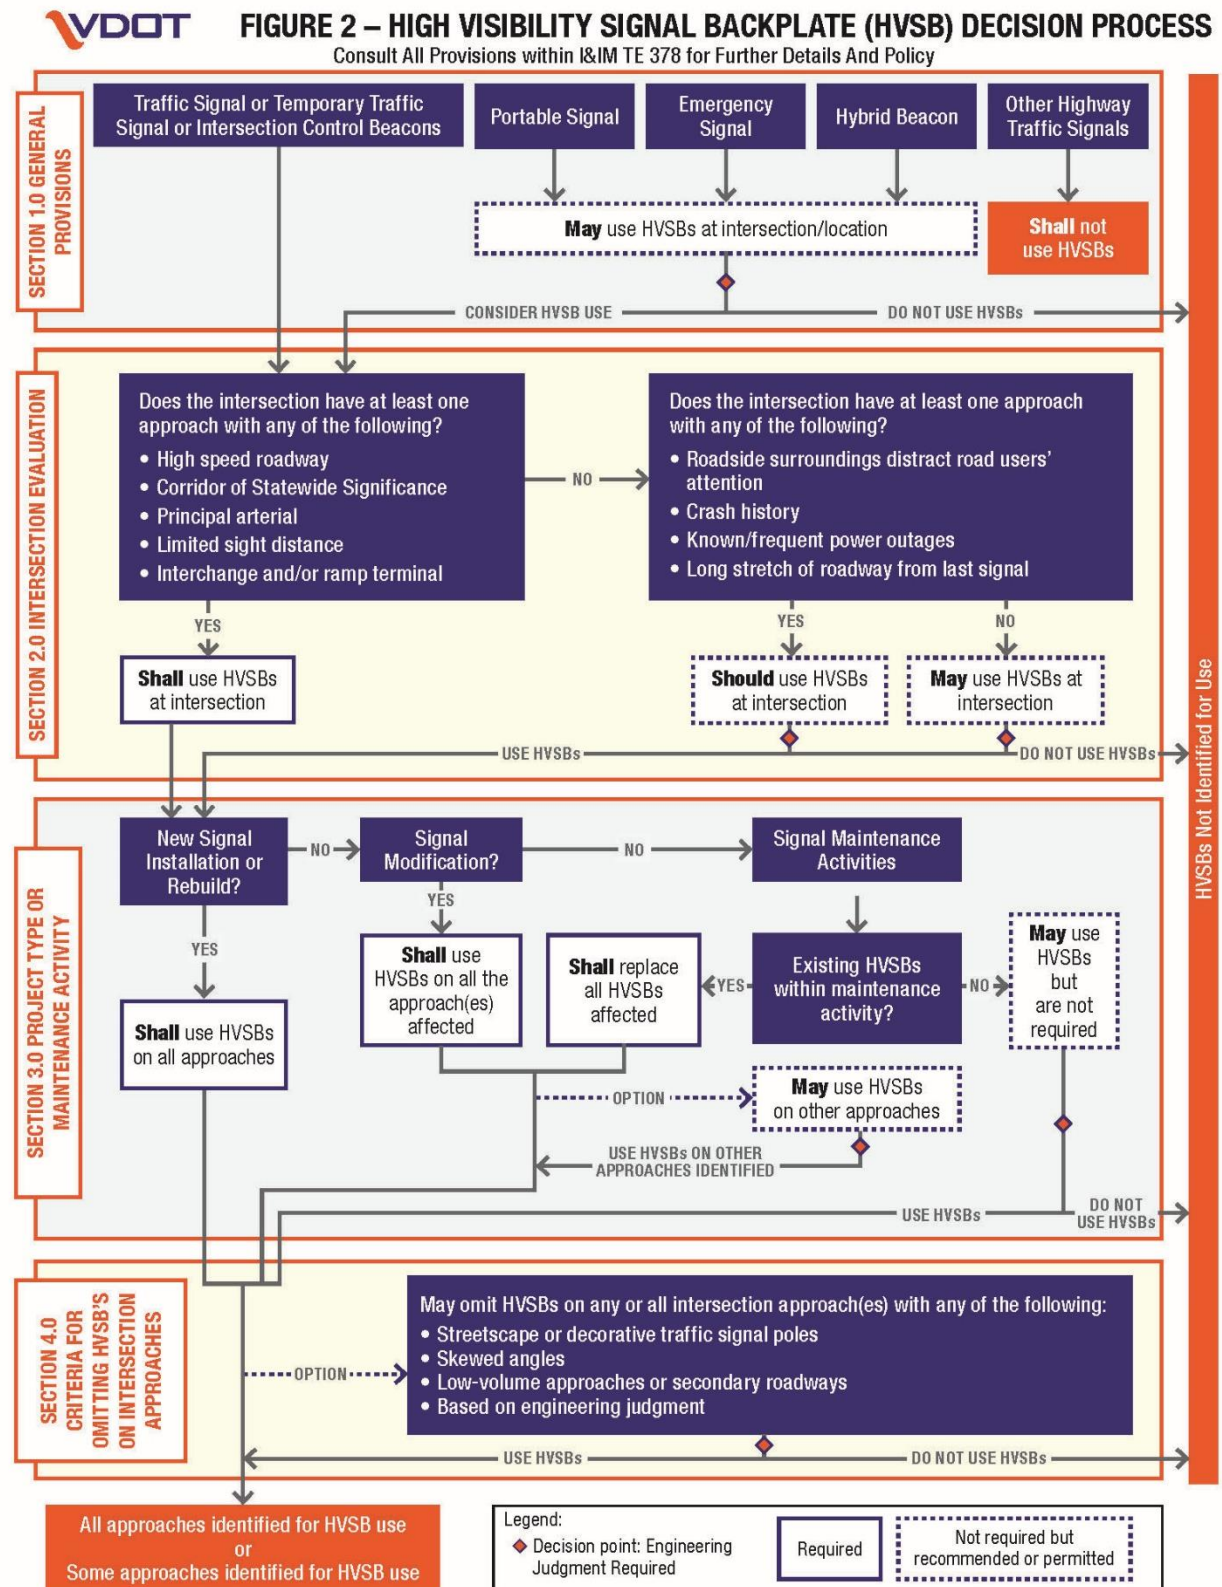 VDOT
FIGURE 2 – HIGH VISIBILITY SIGNAL BACKPLATE (HVSB) DECISION PROCESS
Consult All Provisions within I&IM TE 378 for Further Details And Policy
SECTION 1.0 GENERAL
PROVISIONS
Traffic Signal or Temporary Traffic
Signal or Intersection Control Beacons
Portable Signal
Emergency
Signal
Hybrid Beacon
Other Highway
Traffic Signals
May use HVSBs at intersection/location
Shall not
use HVSBs
CONSIDER HVSB USE
DO NOT USE HVSBs
HVSBs Not Identified for Use
SECTION 2.0 INTERSECTION EVALUATION
Does the intersection have at least one
approach with any of the following?
• High speed roadway
• Corridor of Statewide Significance
• Principal arterial
• Limited sight distance
• Interchange and/or ramp terminal
NO
Does the intersection have at least one approach
with any of the following?
• Roadside surroundings distract road users'
attention
• Crash history
• Known/frequent power outages
• Long stretch of roadway from last signal
YES
YES
NO
Shall use HVSBs
at intersection
Should use HVSBs
at intersection
May use HVSBs at
intersection
USE HVSBs
DO NOT USE HVSBs
SECTION 3.0 PROJECT TYPE OR
MAINTENANCE ACTIVITY
New Signal
Installation or
Rebuild?
NO
Signal
Modification?
NO
Signal Maintenance
Activities
YES
YES
Shall use HVSBs
on all approaches
Shall use
HVSBs on all the
approach(es)
affected
Shall replace
all HVSBs
affected
YES
Existing HVSBs
within maintenance
activity?
NO
May use
HVSBs
but
are not
required
OPTION
May use HVSBs
on other approaches
USE HVSBs ON OTHER
APPROACHES IDENTIFIED
USE HVSBs
DO NOT
USE HVSBs
SECTION 4.0
CRITERIA FOR
OMITTING HVSB'S
ON INTERSECTION
APPROACHES
OPTION
May omit HVSBs on any or all intersection approach(es) with any of the following:
• Streetscape or decorative traffic signal poles
• Skewed angles
• Low-volume approaches or secondary roadways
• Based on engineering judgment
USE HVSBs
DO NOT USE HVSBs
All approaches identified for HVSB use
or
Some approaches identified for HVSB use
Legend:
Decision point: Engineering
Judgment Required
Required
Not required but
recommended or permitted